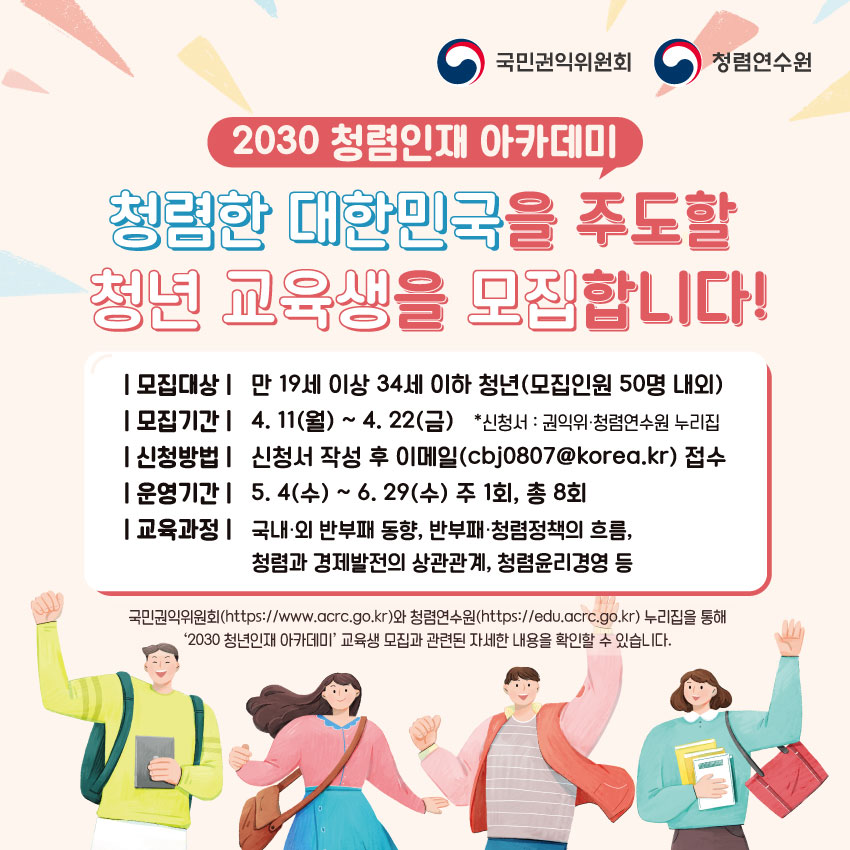 국민권익위원회 청렴연수원
2030 청렴인재 아카데미
청렴한 대한민국을 주도할
청년 교육생을 모집합니다!
| 모집대상 | 만 19세 이상 34세 이하 청년(모집인원 50명 내외)
| 모집기간 | 4. 11(월) ~ 4. 22(금) *신청서 : 권익위·청렴연수원 누리집
| 신청방법 | 신청서 작성 후 이메일(cbj0807@korea.kr) 접수
| 운영기간 | 5. 4(수) ~ 6. 29(수) 주 1회, 총 8회
| 교육과정 | 국내·외 반부패 동향, 반부패·청렴정책의 흐름,
청렴과 경제발전의 상관관계, 청렴윤리경영 등
국민권익위원회(https://www.acrc.go.kr)와 청렴연수원(https://edu.acrc.go.kr) 누리집을 통해
‘2030 청년인재 아카데미’ 교육생 모집과 관련된 자세한 내용을 확인할 수 있습니다.